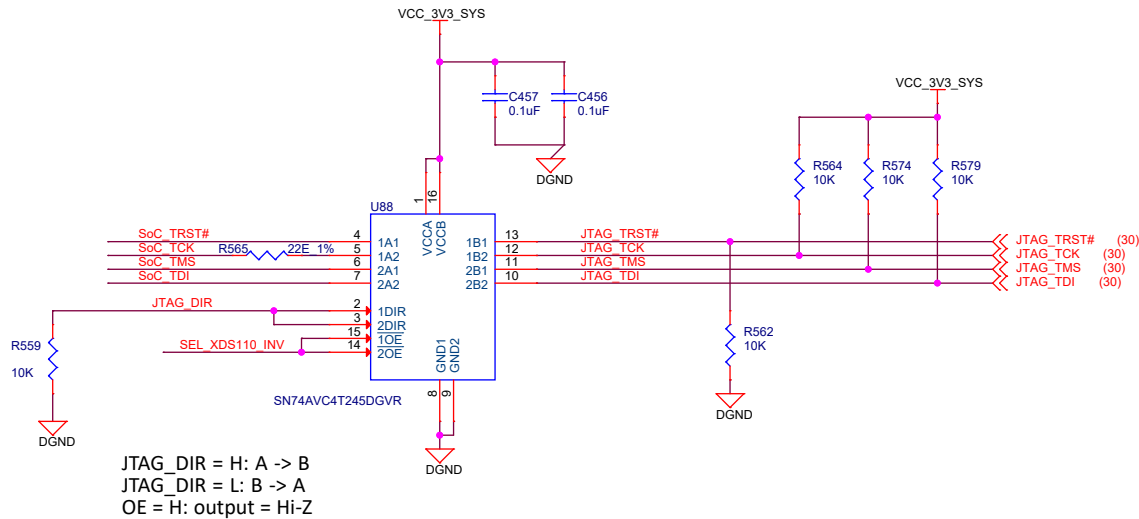 VCC_3V3_SYS
C457
0.1uF
C456
0.1uF
DGND
VCC_3V3_SYS
R564
10K
R574
10K
R579
10K
U88
1
16
VCCA
VCCB
SoC_TRST# 4 1A1 1B1 13 JTAG_TRST# JTAG_TRST# (30)
SoC_TCK R565 22E_1% 5 1A2 1B2 12 JTAG_TCK JTAG_TCK (30)
SoC_TMS 6 2A1 2B1 11 JTAG_TMS JTAG_TMS (30)
SoC_TDI 7 2A2 2B2 10 JTAG_TDI JTAG_TDI (30)
JTAG_DIR 2 1DIR
3 2DIR
15 1OE
SEL_XDS110_INV 14 2OE
GND1
GND2
8
9
R559
10K
DGND
R562
10K
DGND
SN74AVC4T245DGVR
DGND
JTAG_DIR = H: A -> B
JTAG_DIR = L: B -> A
OE = H: output = Hi-Z